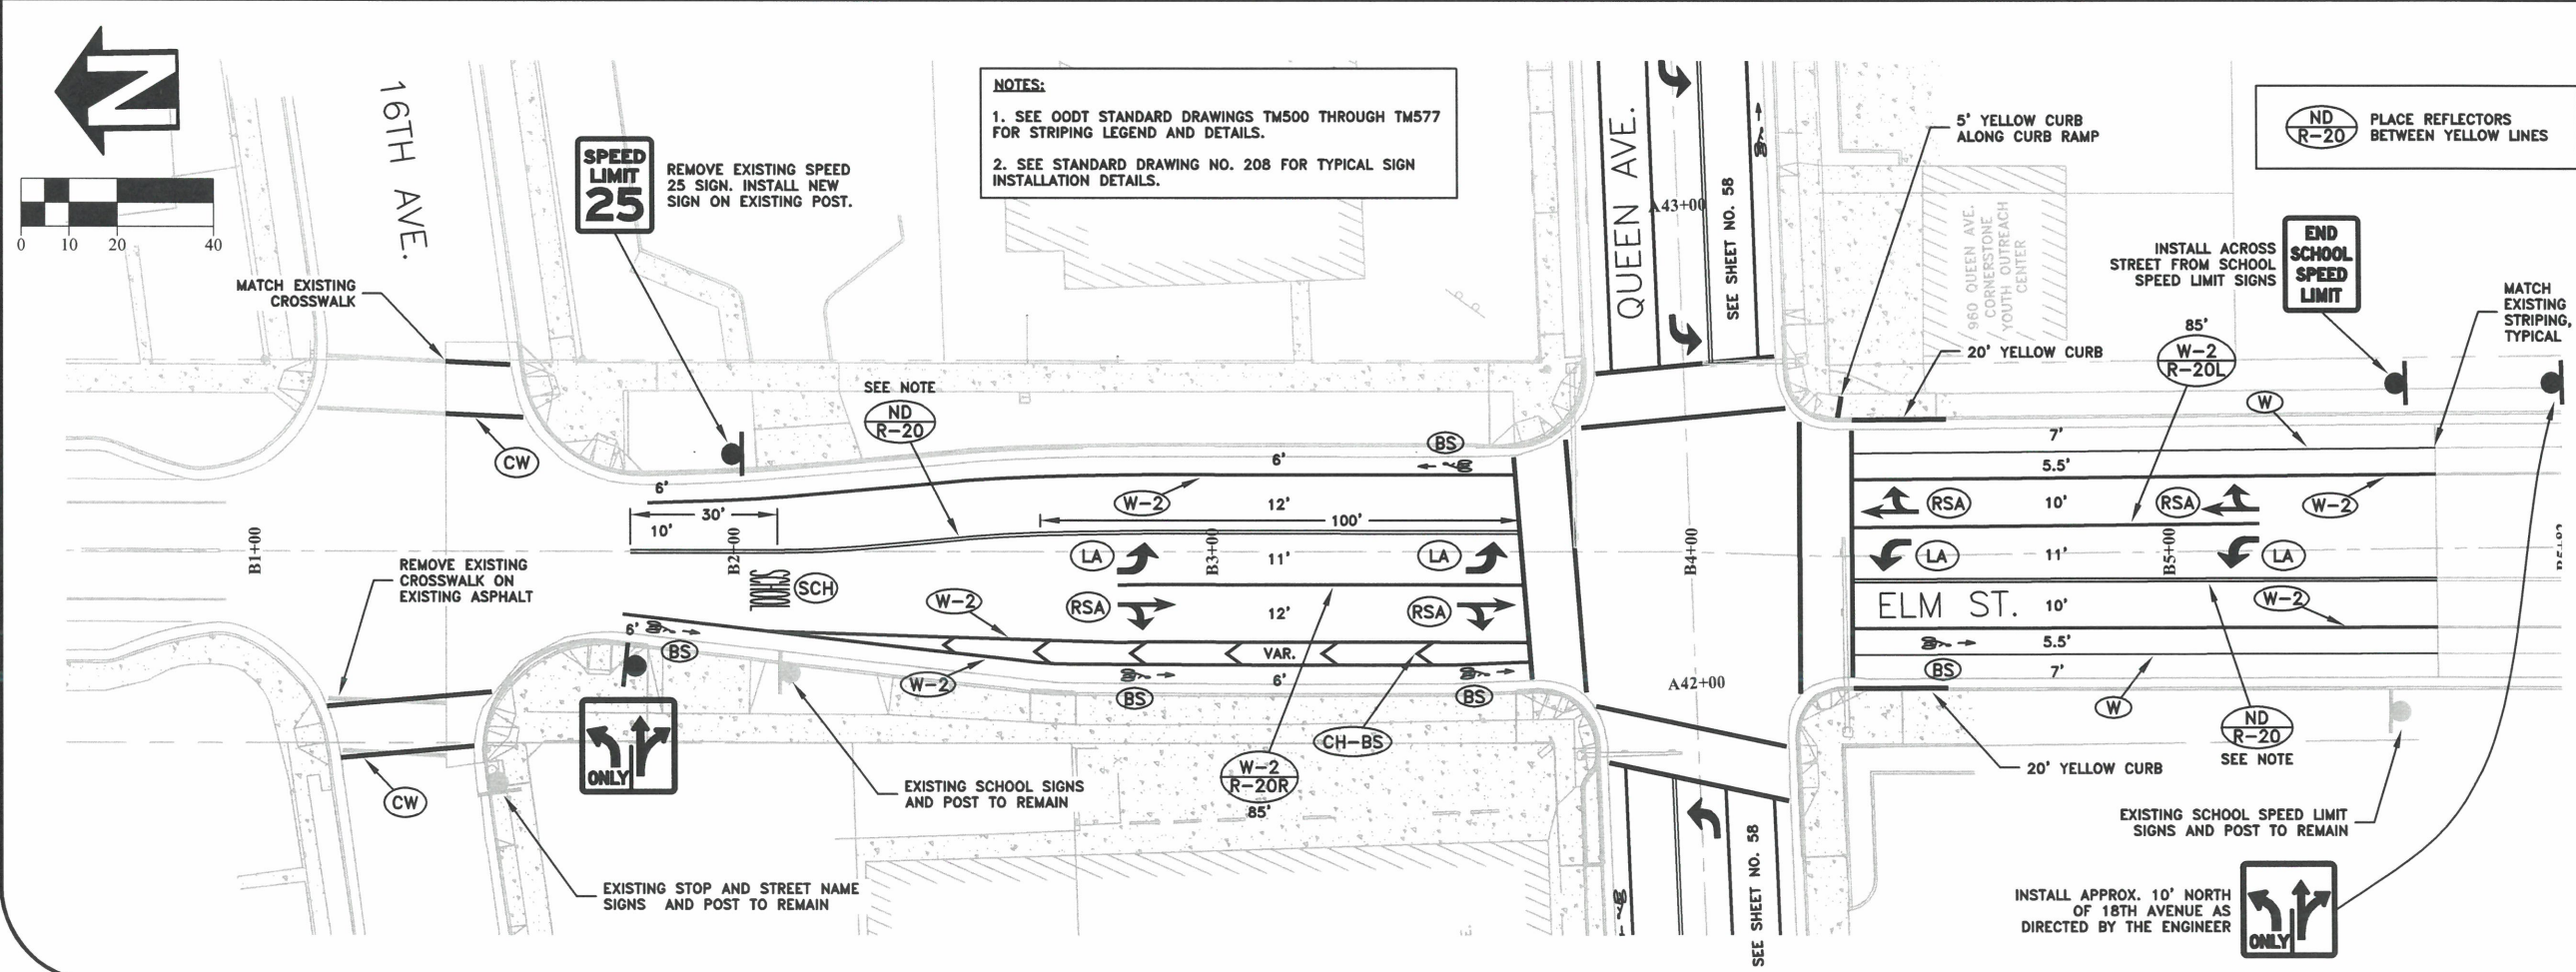 N
0 10 20 40
16TH AVE.
MATCH EXISTING
CROSSWALK
CW
SPEED
LIMIT
25
REMOVE EXISTING SPEED
25 SIGN. INSTALL NEW
SIGN ON EXISTING POST.
NOTES:
1. SEE OODT STANDARD DRAWINGS TM500 THROUGH TM577
FOR STRIPING LEGEND AND DETAILS.
2. SEE STANDARD DRAWING NO. 208 FOR TYPICAL SIGN
INSTALLATION DETAILS.
QUEEN AVE.
A43+00
SEE SHEET NO. 58
5' YELLOW CURB
ALONG CURB RAMP
ND
R-20
PLACE REFLECTORS
BETWEEN YELLOW LINES
960 QUEEN AVE.
CORNERSTONE
YOUTH OUTREACH
CENTER
INSTALL ACROSS
STREET FROM SCHOOL
SPEED LIMIT SIGNS
END
SCHOOL
SPEED
LIMIT
MATCH
EXISTING
STRIPING,
TYPICAL
20' YELLOW CURB
85'
W-2
R-20L
W
SEE NOTE
ND
R-20
BS
6'
6'
W-2
12'
30'
10'
100'
B1+00
B2+00
B3+00
B4+00
B5+00
LA
11'
LA
SCH
W-2
RSA
12'
RSA
6'
BS
VAR.
W-2
BS
6'
BS
CH-BS
W-2
R-20R
85'
7'
5.5'
RSA
10'
RSA
W-2
LA
11'
LA
ELM ST.
10'
W-2
5.5'
BS
7'
W
ND
R-20
SEE NOTE
A42+00
20' YELLOW CURB
REMOVE EXISTING
CROSSWALK ON
EXISTING ASPHALT
CW
ONLY
EXISTING SCHOOL SIGNS
AND POST TO REMAIN
EXISTING STOP AND STREET NAME
SIGNS AND POST TO REMAIN
SEE SHEET NO. 58
EXISTING SCHOOL SPEED LIMIT
SIGNS AND POST TO REMAIN
INSTALL APPROX. 10' NORTH
OF 18TH AVENUE AS
DIRECTED BY THE ENGINEER
ONLY